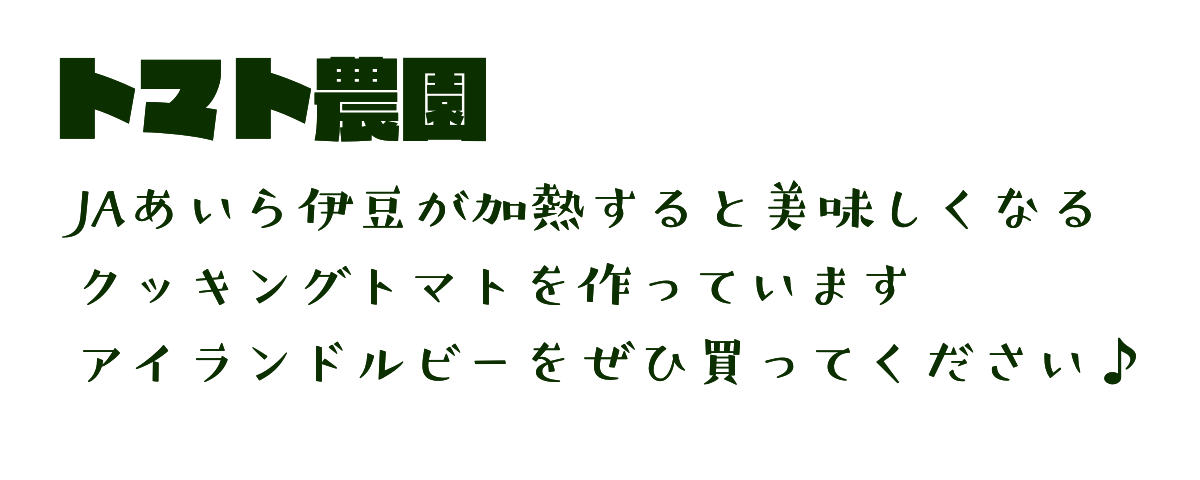 トマト農園
JAあいら伊豆が加熱すると美味しくなる
クッキングトマトを作っています
アイランドルビーをぜひ買ってください♪